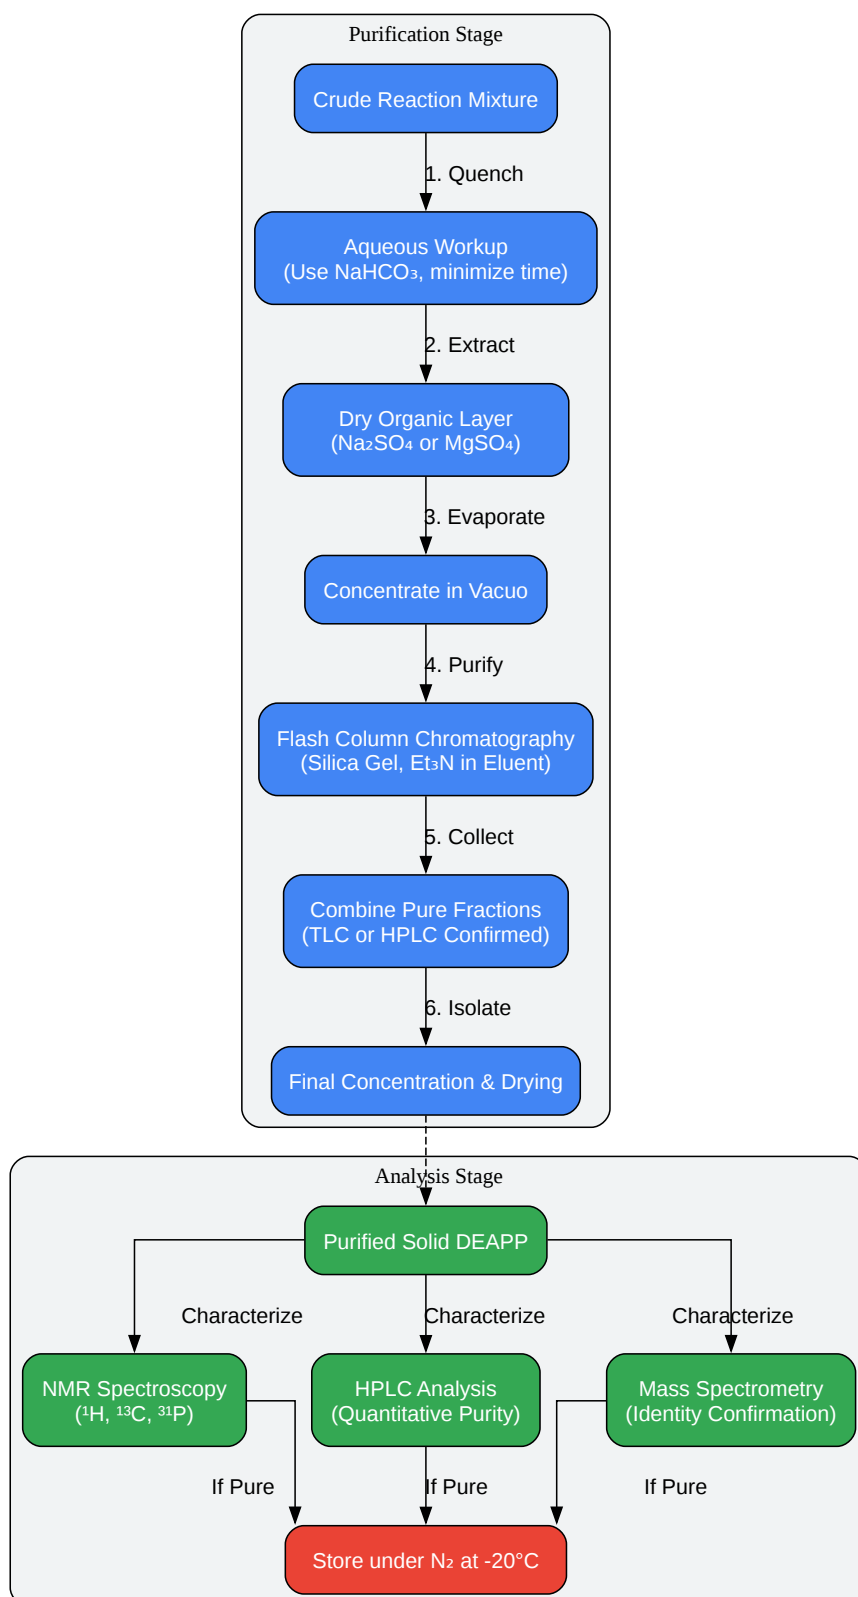 Purification Stage
Crude Reaction Mixture
1. Quench
Aqueous Workup
(Use NaHCO₃, minimize time)
2. Extract
Dry Organic Layer
(Na₂SO₄ or MgSO₄)
3. Evaporate
Concentrate in Vacuo
4. Purify
Flash Column Chromatography
(Silica Gel, Et₃N in Eluent)
5. Collect
Combine Pure Fractions
(TLC or HPLC Confirmed)
6. Isolate
Final Concentration & Drying
Analysis Stage
Purified Solid DEAPP
Characterize
Characterize
Characterize
NMR Spectroscopy
(¹H, ¹³C, ³¹P)
HPLC Analysis
(Quantitative Purity)
Mass Spectrometry
(Identity Confirmation)
If Pure
If Pure
If Pure
Store under N₂ at -20°C